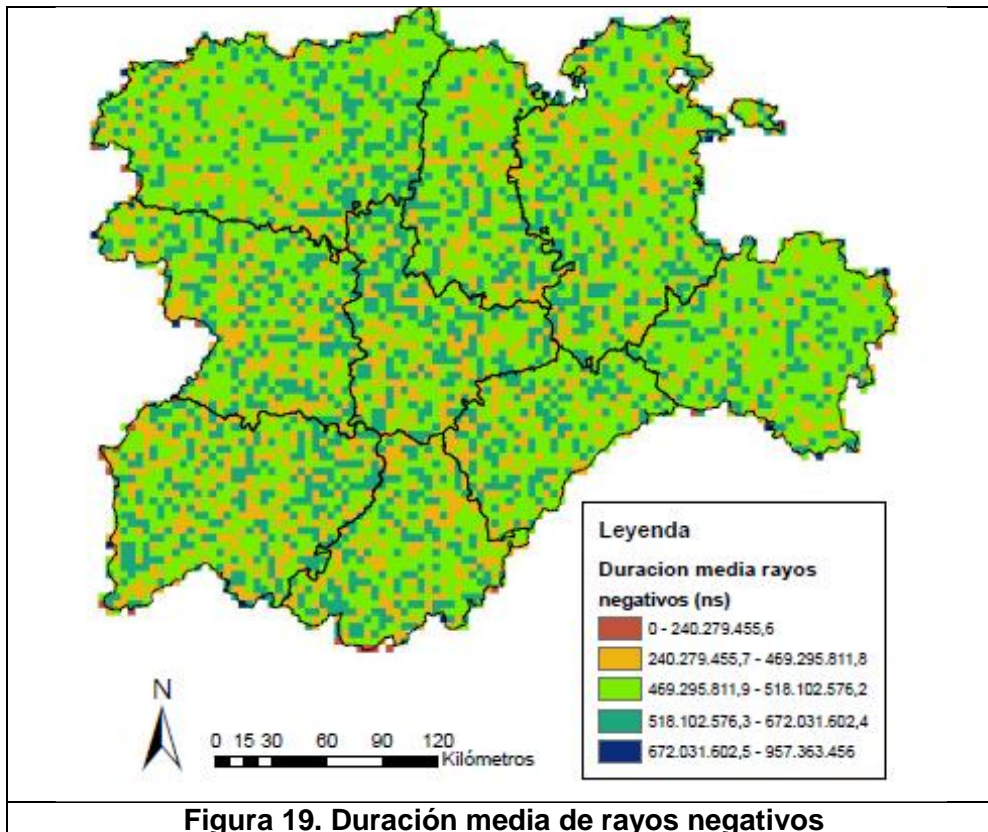 N
0 15 30 60 90 120
Kilómetros
Leyenda
Duracion media rayos
negativos (ns)
0 - 240.279.455,6
240.279.455,7 - 469.295.811,8
469.295.811,9 - 518.102.576,2
518.102.576,3 - 672.031.602,4
672.031.602,5 - 957.363.456
Figura 19. Duración media de rayos negativos